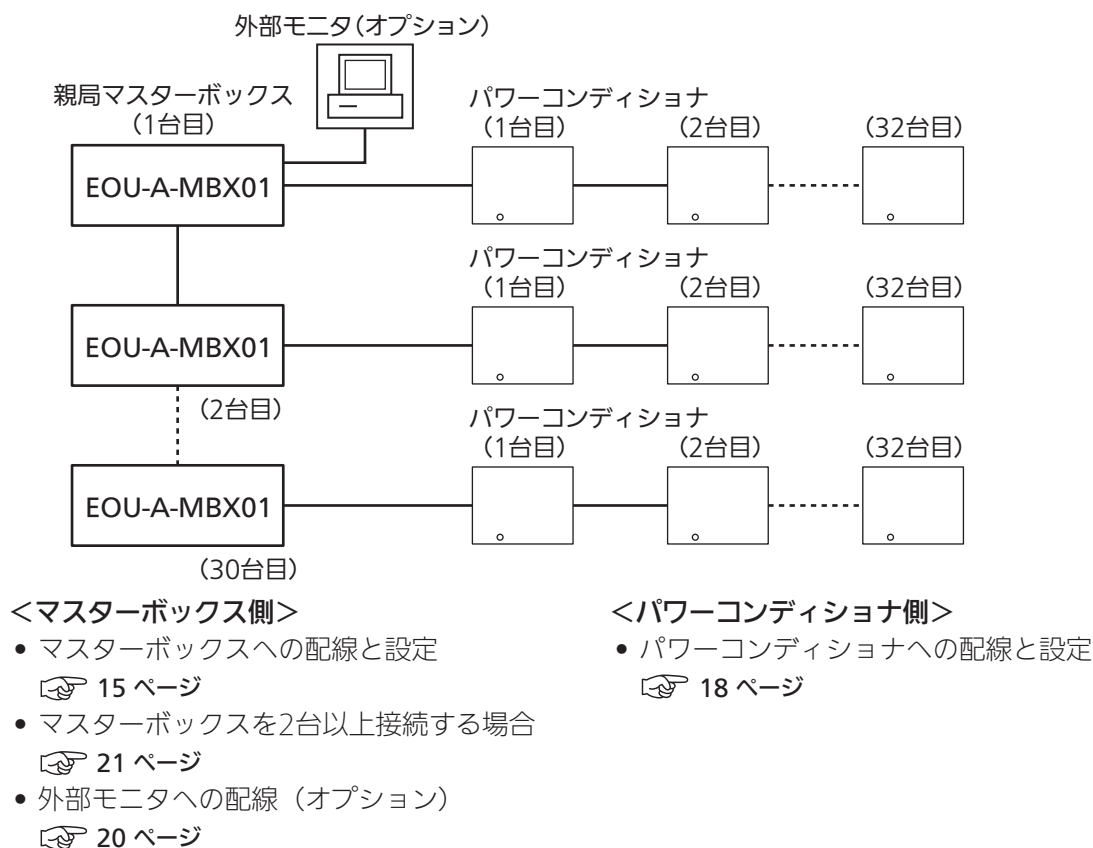 外部モニタ(オプション)
親局マスターボックス
(1台目)
パワーコンディショナ
(1台目) (2台目) (32台目)
EOU-A-MBX01
パワーコンディショナ
(1台目) (2台目) (32台目)
EOU-A-MBX01
(2台目)
パワーコンディショナ
(1台目) (2台目) (32台目)
EOU-A-MBX01
(30台目)
<マスターボックス側>
• マスターボックスへの配線と設定
☞ 15 ページ
• マスターボックスを2台以上接続する場合
☞ 21 ページ
• 外部モニタへの配線(オプション)
☞ 20 ページ
<パワーコンディショナ側>
• パワーコンディショナへの配線と設定
☞ 18 ページ